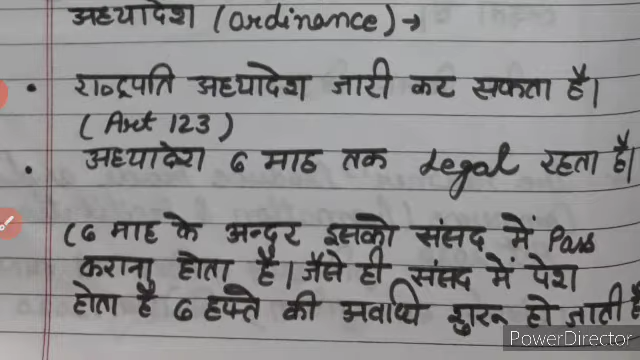 अध्यादेश (ordinance) →
• राष्ट्रपति अध्यादेश जारी कर सकता है।
(Art 123)
• अध्यादेश 6 माह तक Legal रहता है।
(6 माह के अन्दर इसको संसद में Pass
कराना होता है। जैसे ही संसद में पेश
होता है 6 हफ्ते की अवधि शुरू हो जाती है
PowerDirector